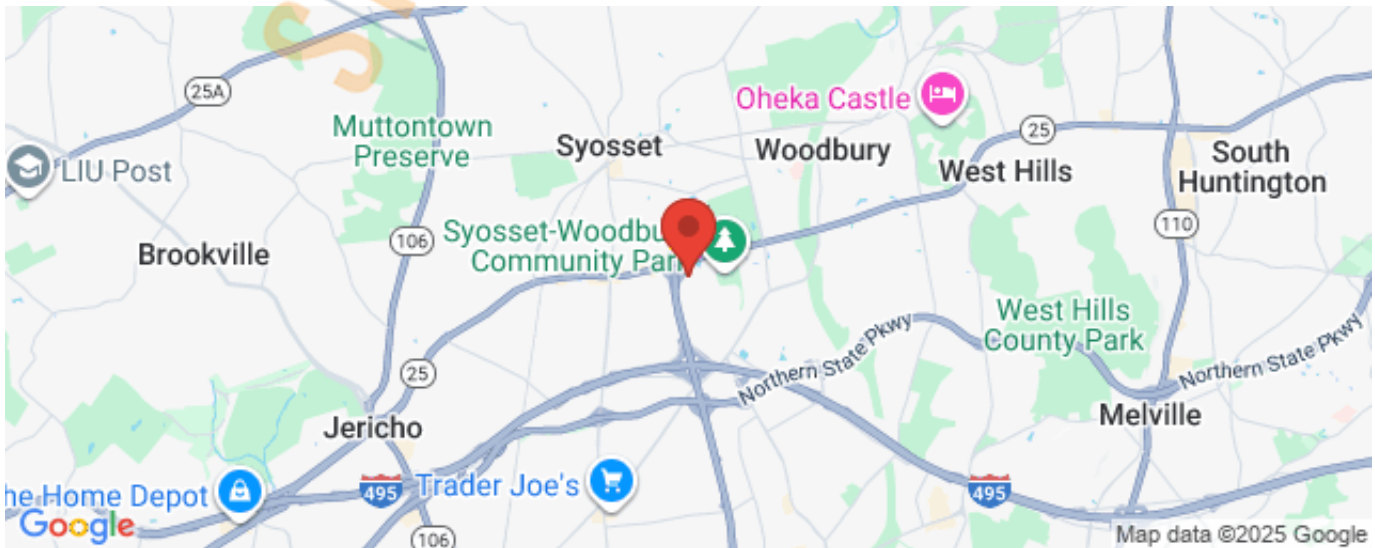 25A
Oheka Castle
25
Muttontown
Preserve
Syosset
Woodbury
West Hills
South
Huntington
LIU Post
110
Brookville
106
Syosset-Woodbu
Community Park
West Hills
County Park
Northern State Pkwy
Northern State Pkwy
25
Jericho
Melville
he Home Depot
495
Trader Joe's
495
Google
106
Map data ©2025 Google